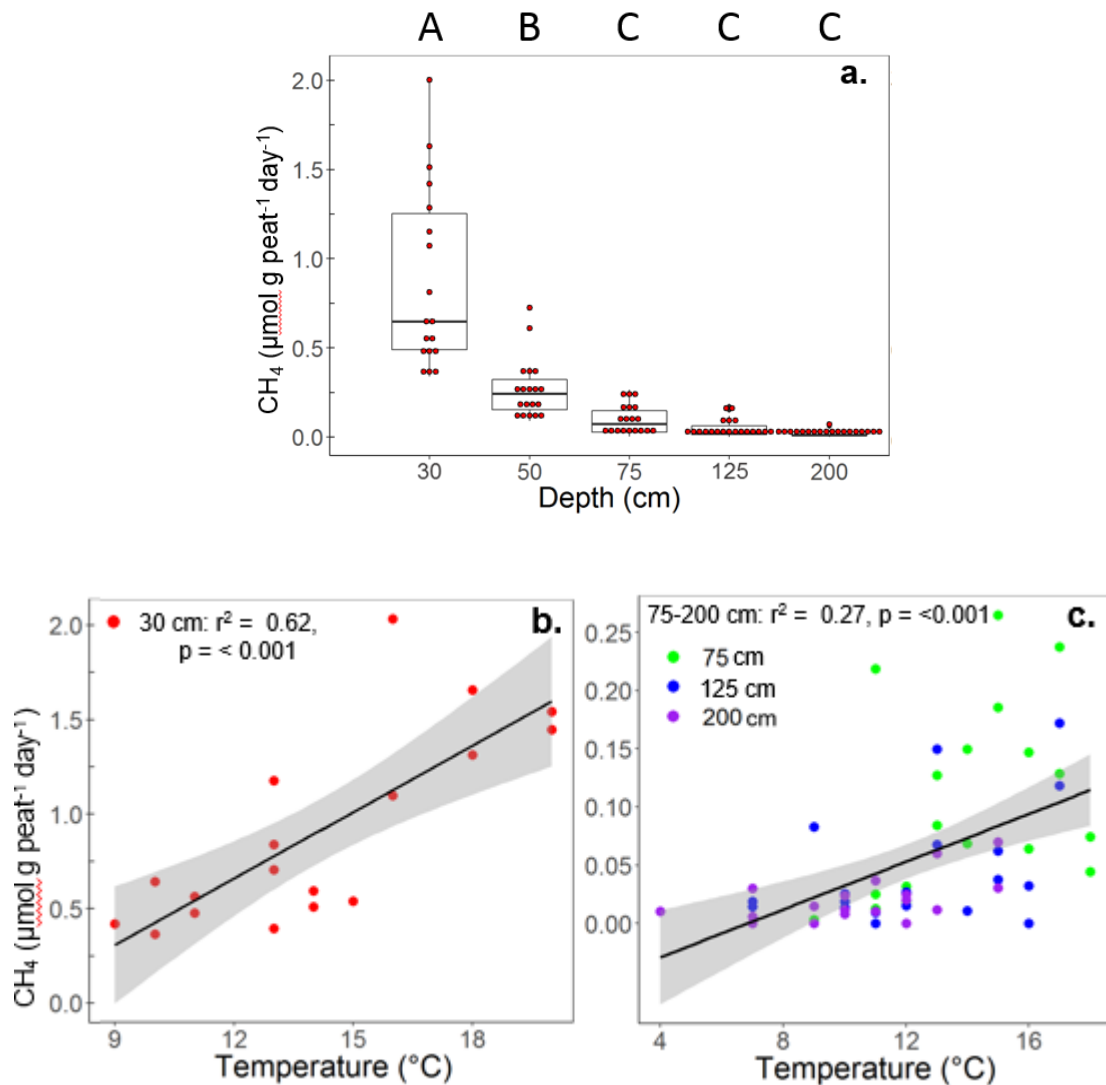 A B C C C
a.
2.0
1.5
1.0
0.5
0.0
CH₄ (µmol g peat⁻¹ day⁻¹)
30 50 75 125 200
Depth (cm)
b.
30 cm: r² = 0.62,
p = < 0.001
2.0
1.5
1.0
0.5
0.0
CH₄ (µmol g peat⁻¹ day⁻¹)
9 12 15 18
Temperature (°C)
75-200 cm: r² = 0.27, p = <0.001
c.
75 cm
125 cm
200 cm
0.25
0.20
0.15
0.10
0.05
0.00
4 8 12 16
Temperature (°C)